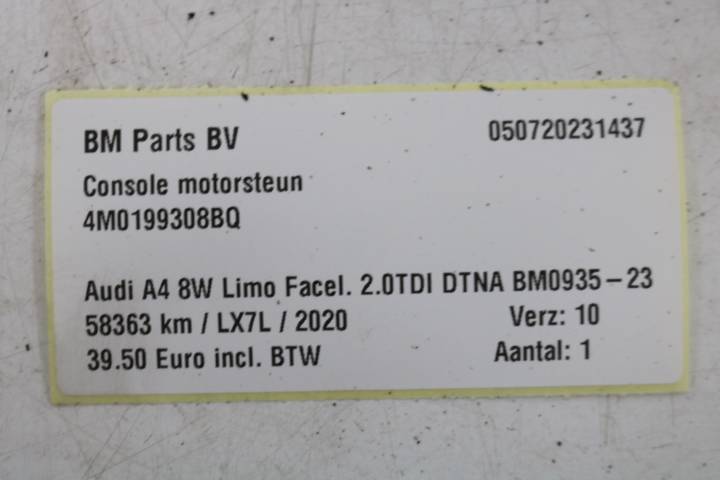 BM Parts BV 050720231437
Console motorsteun
4M0199308BQ
Audi A4 8W Limo Facel. 2.0TDI DTNA BM0935-23
58363 km / LX7L / 2020 Verz: 10
39.50 Euro incl. BTW Aantal: 1